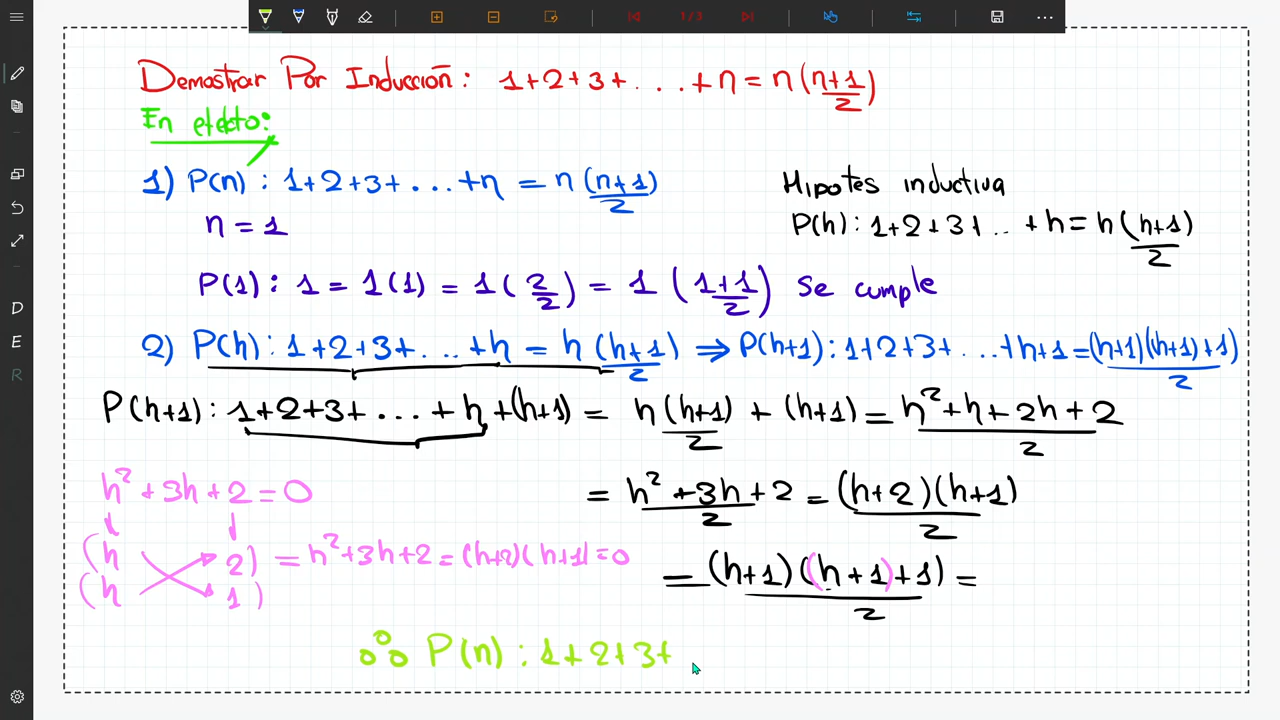 1 / 3
Demostrar Por Inducción: 1+2+3+. . . +n = n(n+1)/2
En efecto:
1) P(n) : 1+2+3+. . . +n = n (n+1)/2
Hipotes inductiva
n = 1
P(h) : 1+2+3+ . . +h = h (h+1)/2
P(1) : 1 = 1(1) = 1 (2/2) = 1 (1+1/2) Se cumple
2) P(h) : 1+2+3+. . . +h = h (h+1)/2 ⇒ P(h+1) : 1+2+3+. . . +h+1 = (h+1)((h+1)+1)/2
P(h+1) : 1+2+3+ . . . + h +(h+1) = h(h+1)/2 + (h+1) = h²+h+2h+2/2
h² + 3h + 2 = 0
= h² +3h+2/2 = (h+2)(h+1)/2
(h 2) = h²+3h+2 = (h+2)(h+1) = 0
(h 1)
= (h+1)((h+1)+1)/2 =
∴ P(n) : 1+2+3+
D
E
R